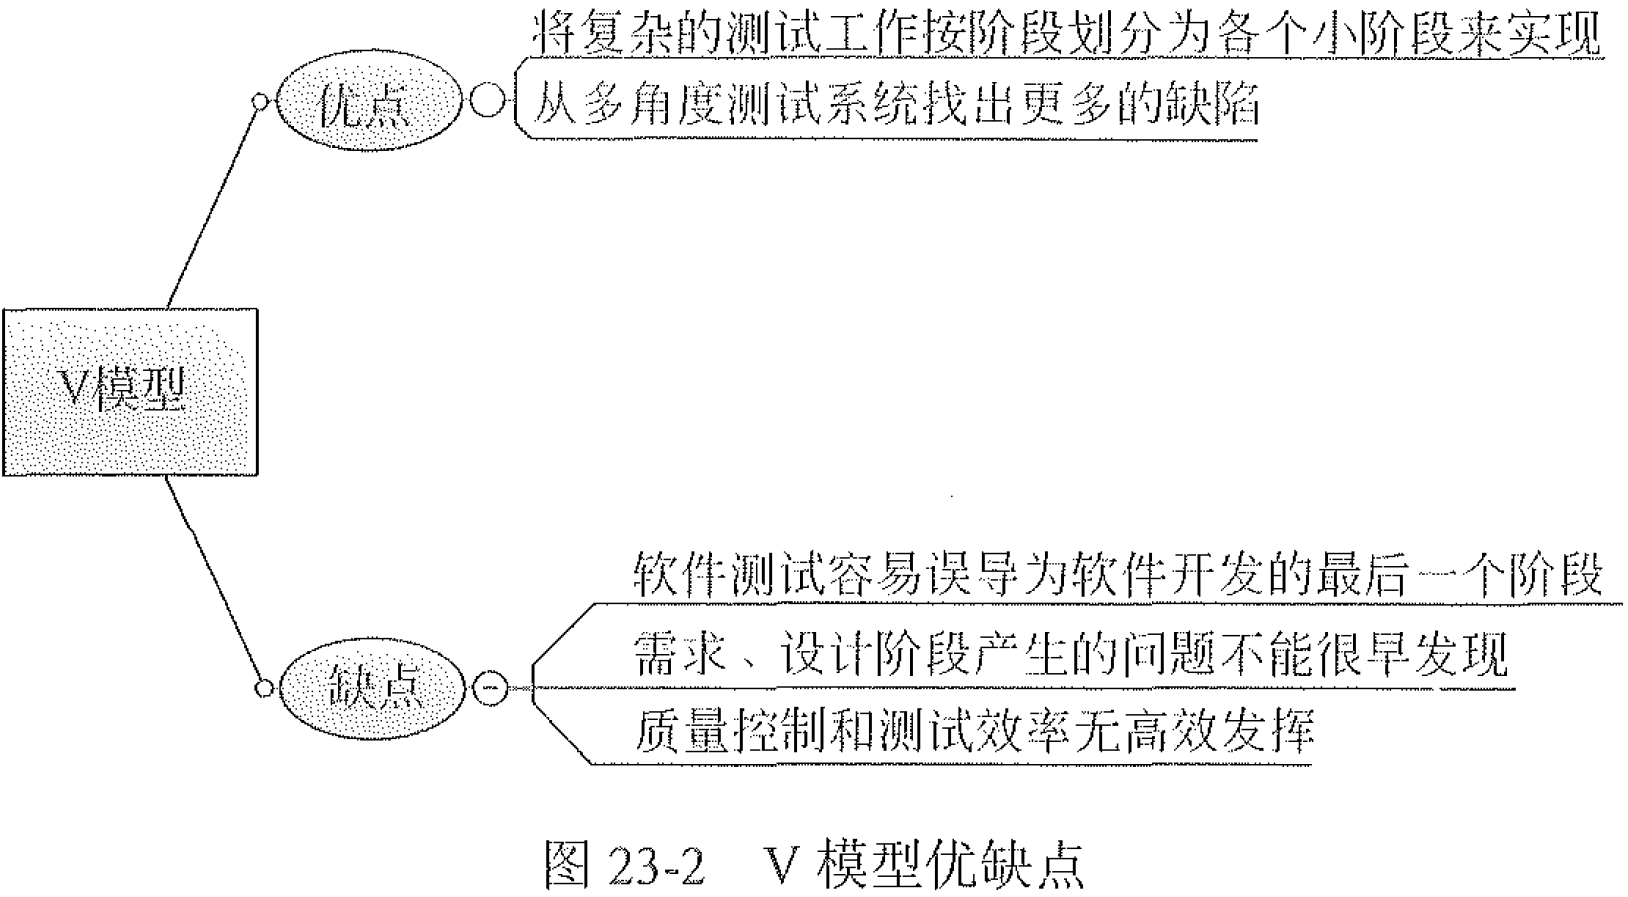 将复杂的测试工作按阶段划分为各个小阶段来实现
优点
从多角度测试系统找出更多的缺陷
V模型
软件测试容易误导为软件开发的最后一个阶段
需求、设计阶段产生的问题不能很早发现
缺点
质量控制和测试效率无高效发挥
图 23-2 V 模型优缺点